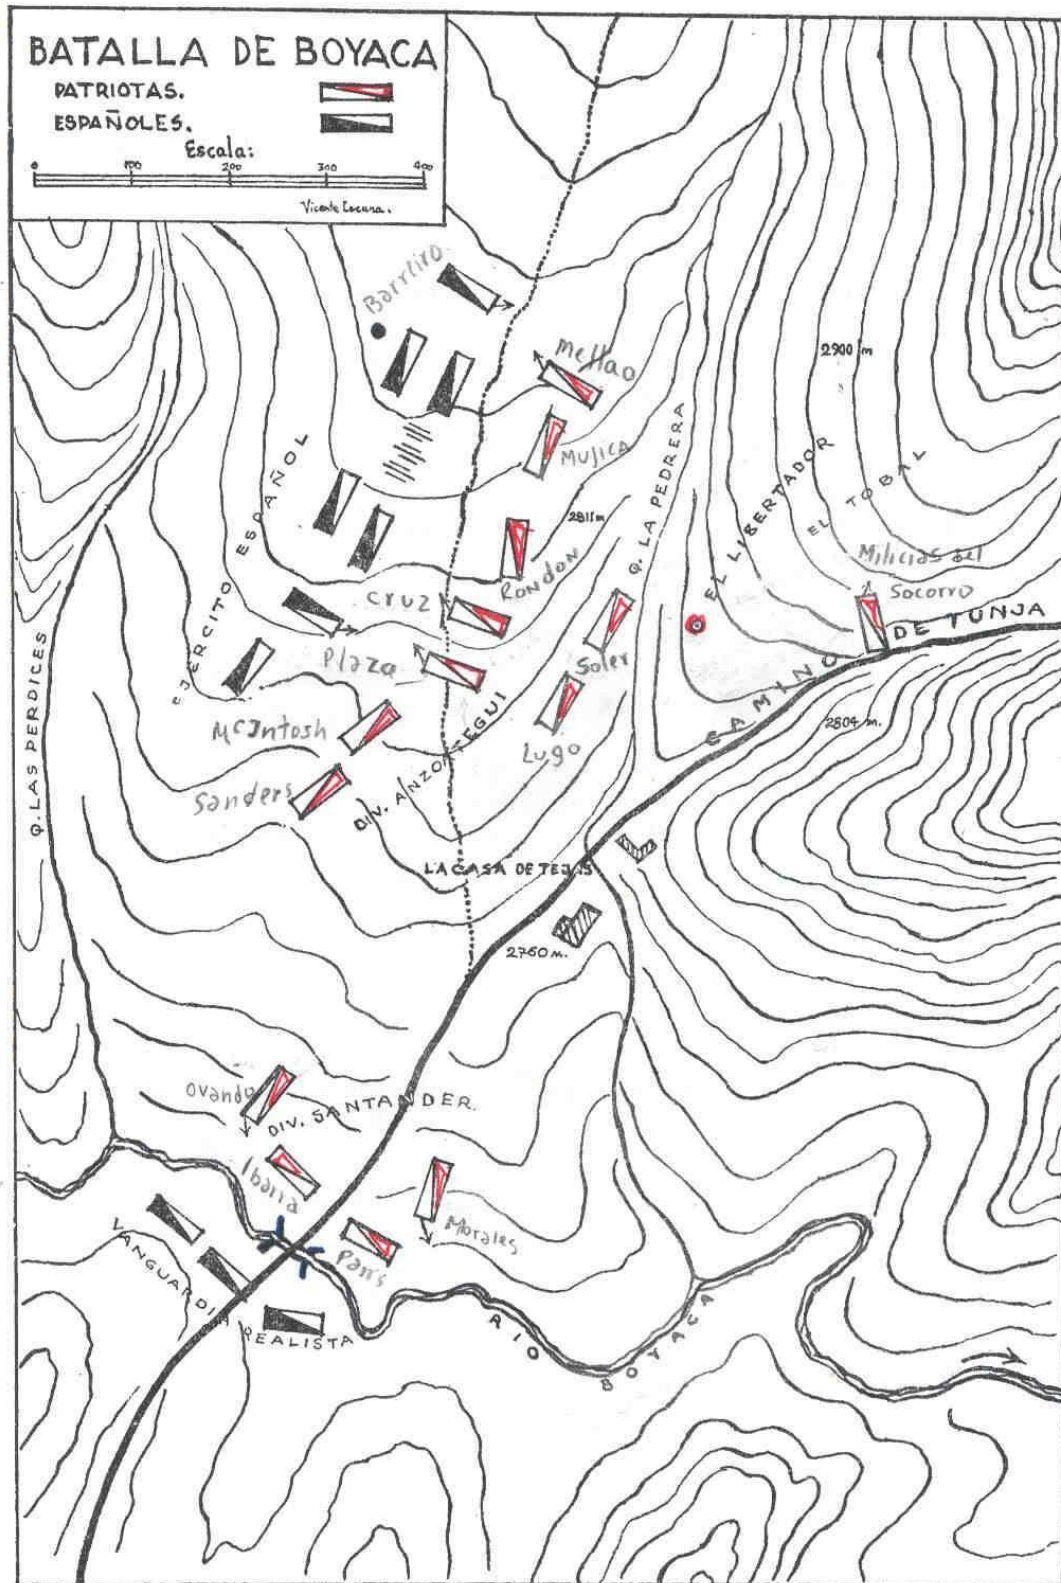 BATALLA DE BOYACA
PATRIOTAS.
ESPAÑOLES.
Escala:
0 100 200 300 400
Vicente Lecuna.
Barreiro
Mellao
2900 m
MUJICA
Q. LA PEDRERA
EL LIBERTADOR
EL TOBAL
EJERCITO ESPAÑOL
2811m
RONDON
Milicias del
Socorro
CRUZ
CAMINO DE TUNJA
Plaza
Soler
Q. LAS PERDICES
McIntosh
Lugo
2804 m.
Sanders
DIV. ANZOATEGUI
LA CASA DE TEJAS
2760 m.
Ovando
DIV. SANTANDER.
Ibarra
Morales
Paris
VANGUARDIA REALISTA
RIO BOYACA